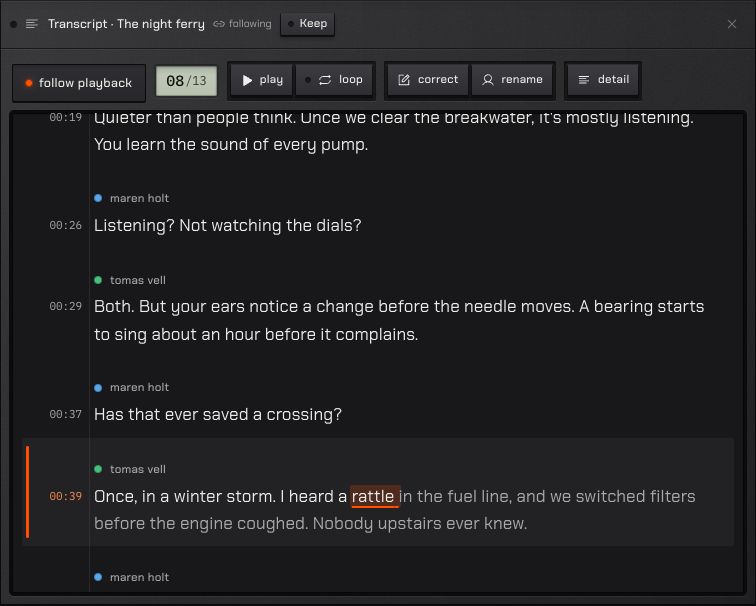 Transcript · The night ferry following Keep
follow playback 08/13 play loop correct rename detail
00:19 Quieter than people think. Once we clear the breakwater, it's mostly listening.
You learn the sound of every pump.
maren holt
00:26 Listening? Not watching the dials?
tomas vell
00:29 Both. But your ears notice a change before the needle moves. A bearing starts
to sing about an hour before it complains.
maren holt
00:37 Has that ever saved a crossing?
tomas vell
00:39 Once, in a winter storm. I heard a rattle in the fuel line, and we switched filters
before the engine coughed. Nobody upstairs ever knew.
maren holt